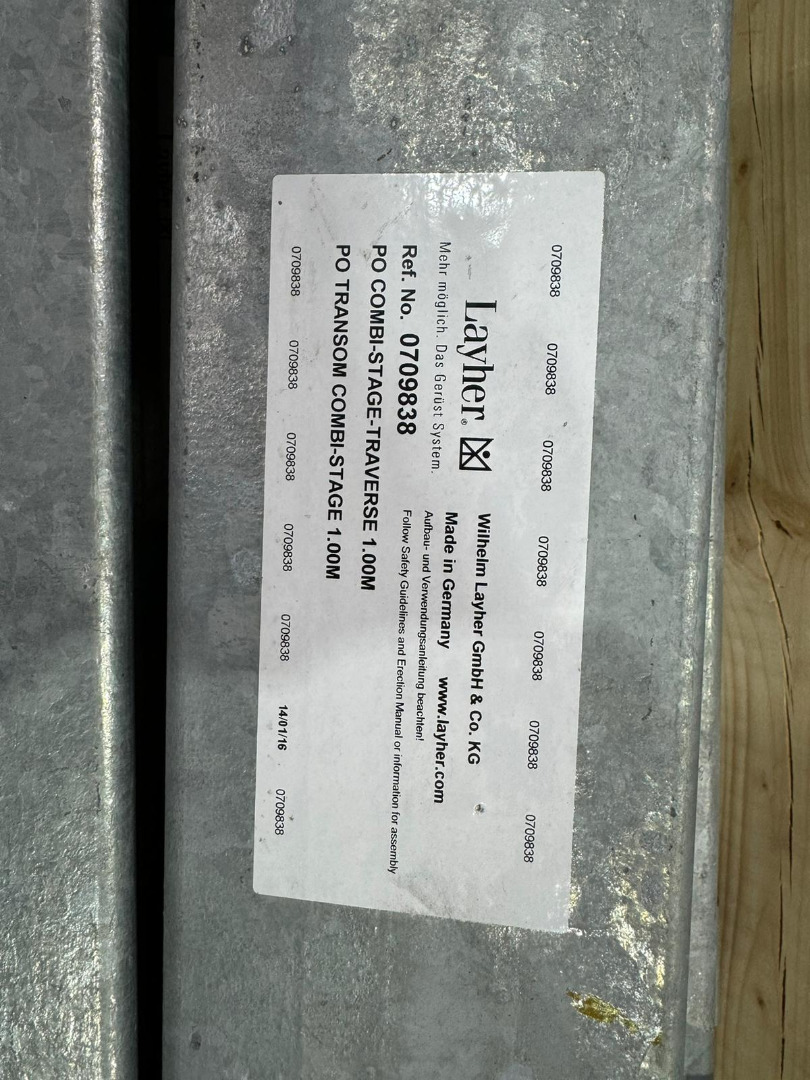 0709838 0709838 0709838 0709838 0709838 0709838 0709838
Layher.®
Mehr möglich. Das Gerüst System.
Wilhelm Layher GmbH & Co. KG
Made in Germany www.layher.com
Aufbau- und Verwendungsanleitung beachten!
Follow Safety Guidelines and Erection Manual or information for assembly
Ref. No. 0709838
PO COMBI-STAGE-TRAVERSE 1.00M
PO TRANSOM COMBI-STAGE 1.00M
0709838 0709838 0709838 0709838 0709838 14/01/16 0709838